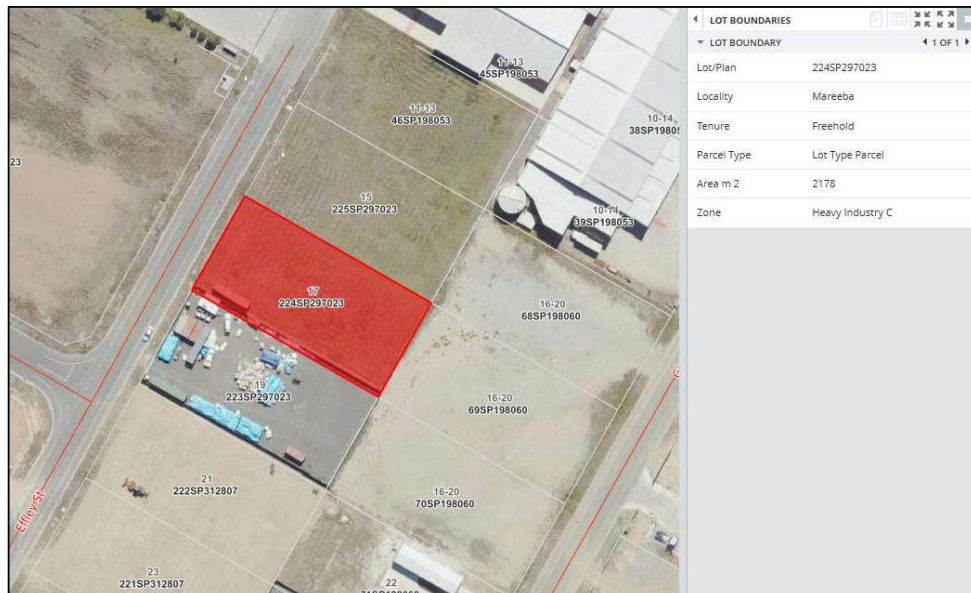 11-13
45SP198053
11-13
46SP198053
10-14
38SP1980
23
15
225SP297023
10-14
39SP198053
17
224SP297023
16-20
68SP198060
19
223SP297023
16-20
69SP198060
21
222SP312807
16-20
70SP198060
Effley St
23
221SP312807
22
G
LOT BOUNDARIES
LOT BOUNDARY
1 OF 1
Lot/Plan
224SP297023
Locality
Mareeba
Tenure
Freehold
Parcel Type
Lot Type Parcel
Area m 2
2178
Zone
Heavy Industry C